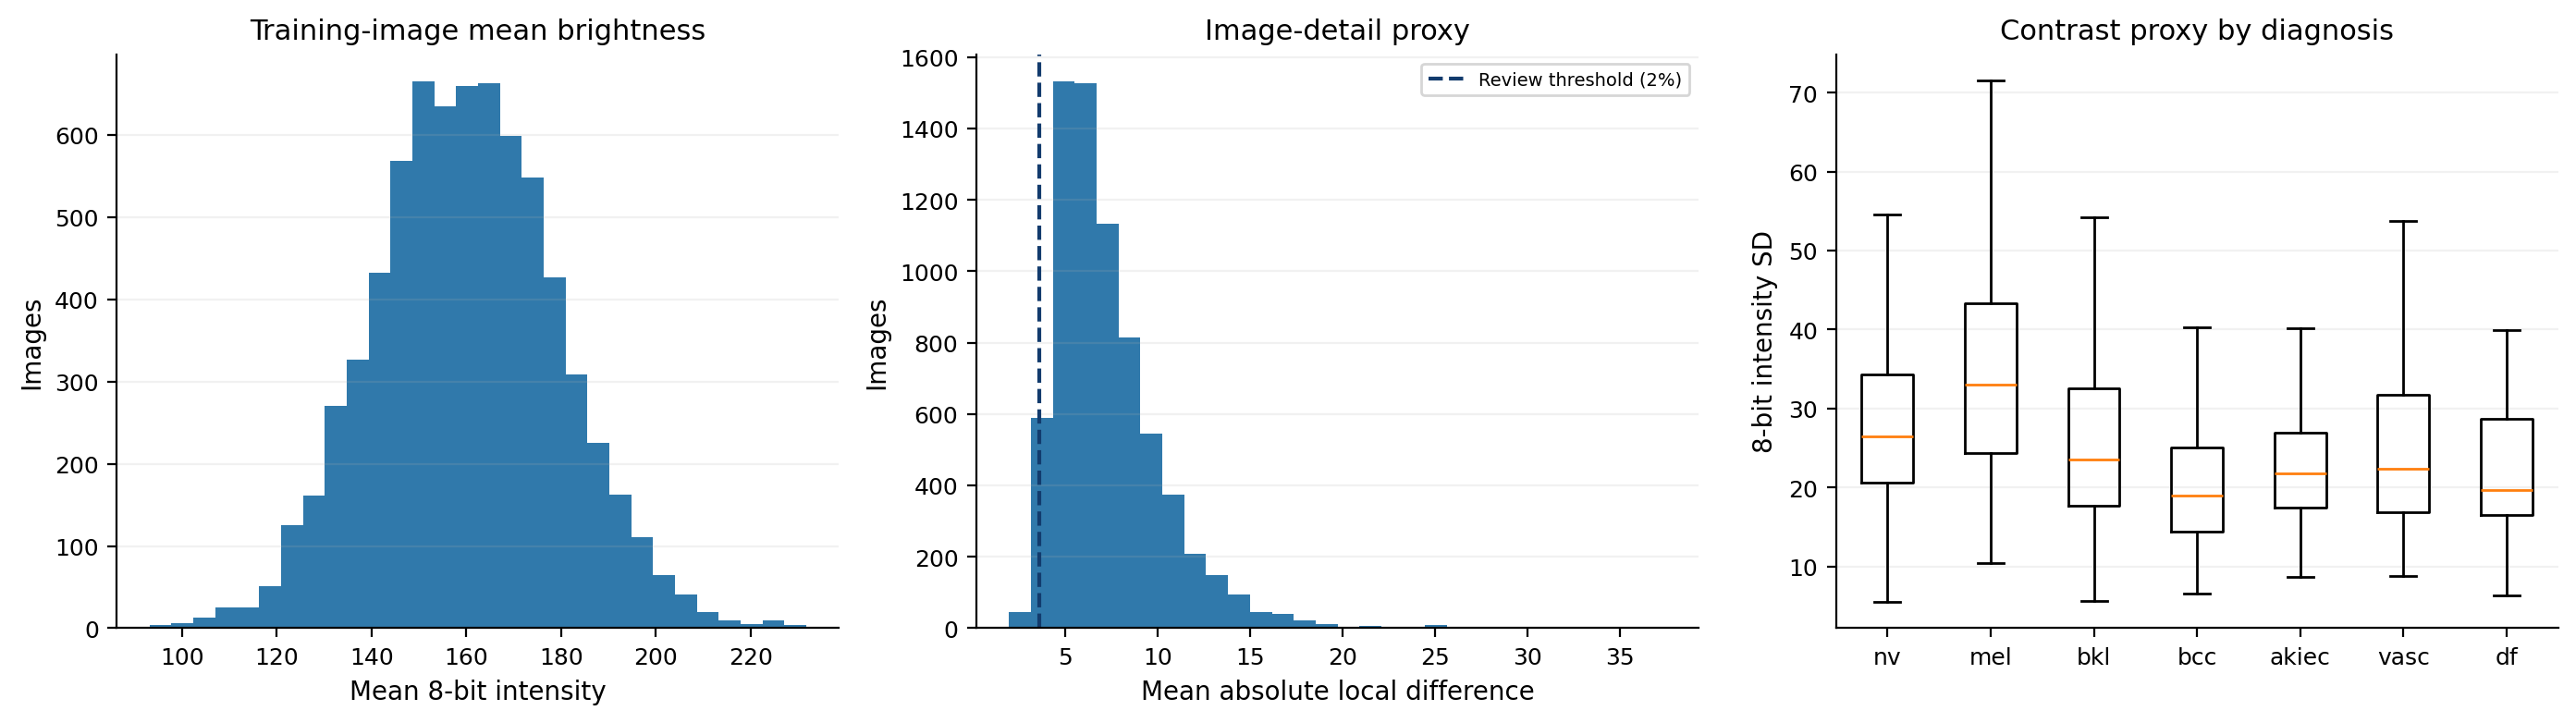 Training-image mean brightness
Images
600
500
400
300
200
100
0
100 120 140 160 180 200 220
Mean 8-bit intensity
Image-detail proxy
Review threshold (2%)
Images
1600
1400
1200
1000
800
600
400
200
0
5 10 15 20 25 30 35
Mean absolute local difference
Contrast proxy by diagnosis
8-bit intensity SD
70
60
50
40
30
20
10
nv mel bkl bcc akiec vasc df